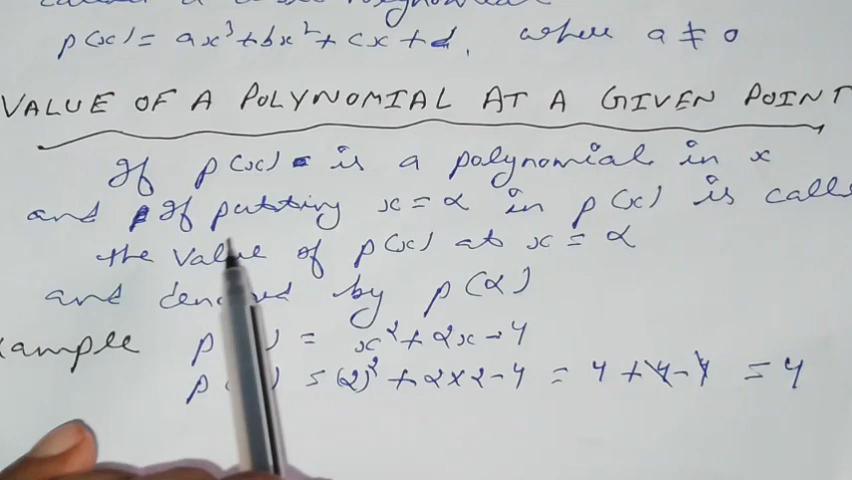 p(x) = ax³ + bx² + cx + d, where a ≠ 0
VALUE OF A POLYNOMIAL AT A GIVEN POINT
If p(x) is a polynomial in x
and If putting x = α in p(x) is calle
the value of p(x) at x = α
and denoted by p(α)
xample p ) = x² + 2x - 4
p ) = (2)² + 2×2-4 = 4 + 4 - 4 = 4